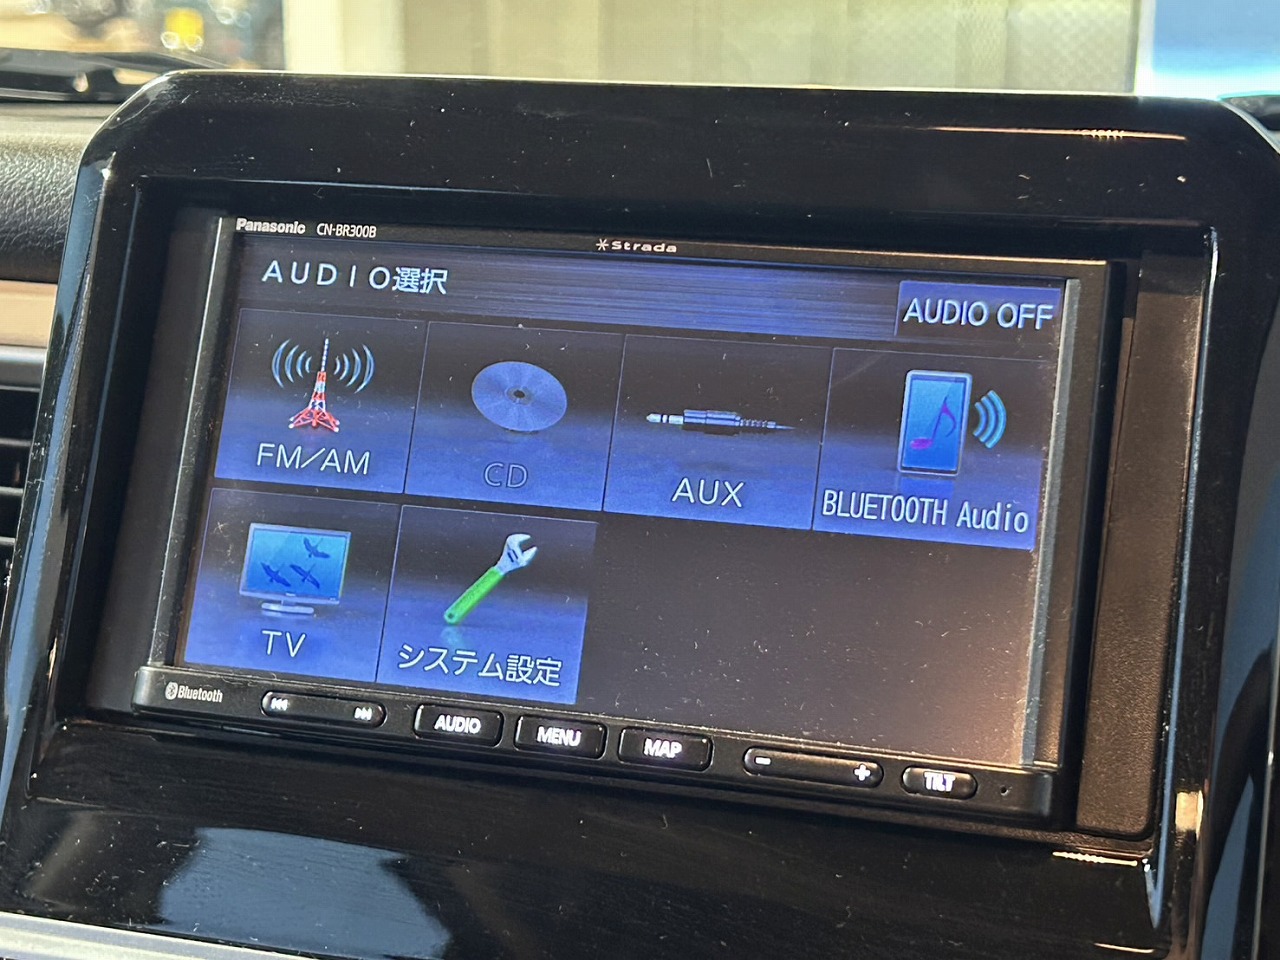 Panasonic CN-BR300B
Strada
AUDIO選択
AUDIO OFF
FM/AM
CD
AUX
BLUETOOTH Audio
TV
システム設定
Bluetooth
AUDIO
MENU
MAP
− +
TILT